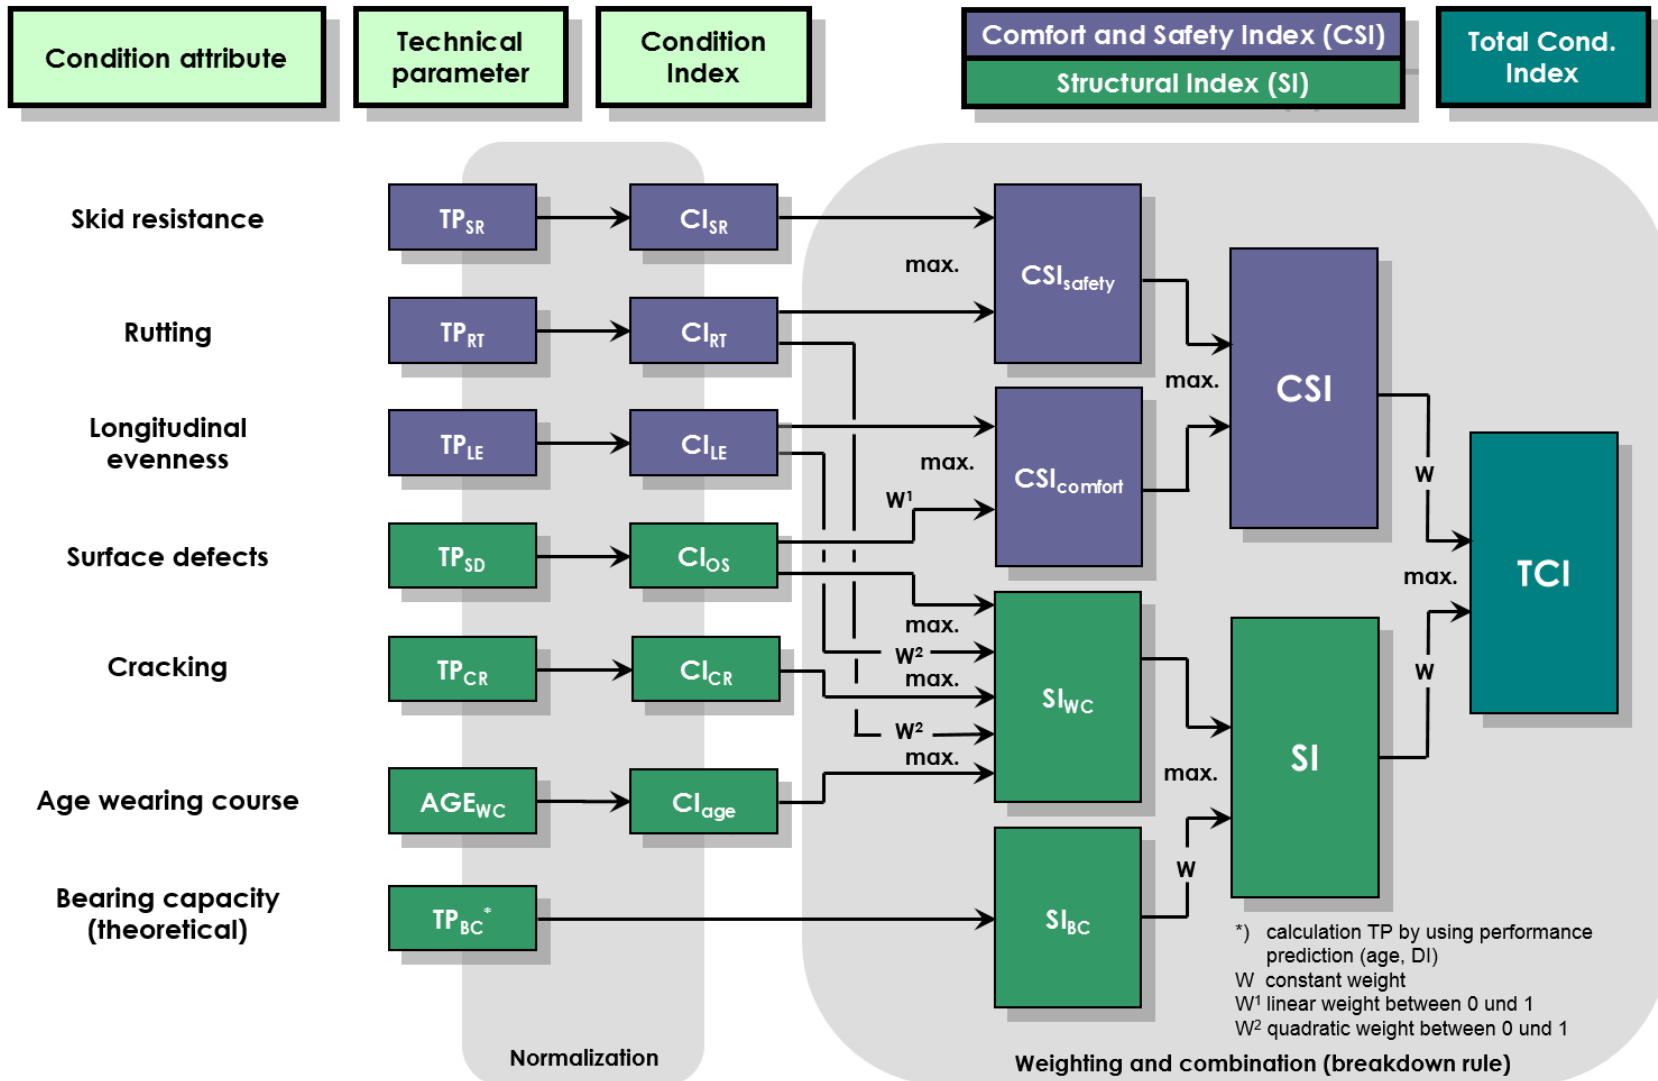 Condition attribute
Technical
parameter
Condition
Index
Comfort and Safety Index (CSI)
Structural Index (SI)
Total Cond.
Index
Skid resistance
TPSR
CISR
max.
CSIsafety
Rutting
TPRT
CIRT
max.
CSI
Longitudinal
evenness
TPLE
CILE
max.
CSIcomfort
W
W¹
Surface defects
TPSD
CIOS
max.
TCI
max.
W²
Cracking
TPCR
CICR
max.
SIWC
W
W²
max.
max.
SI
Age wearing course
AGEWC
CIage
W
Bearing capacity
(theoretical)
TPBC*
SIBC
*) calculation TP by using performance
prediction (age, DI)
W constant weight
W¹ linear weight between 0 und 1
W² quadratic weight between 0 und 1
Normalization
Weighting and combination (breakdown rule)